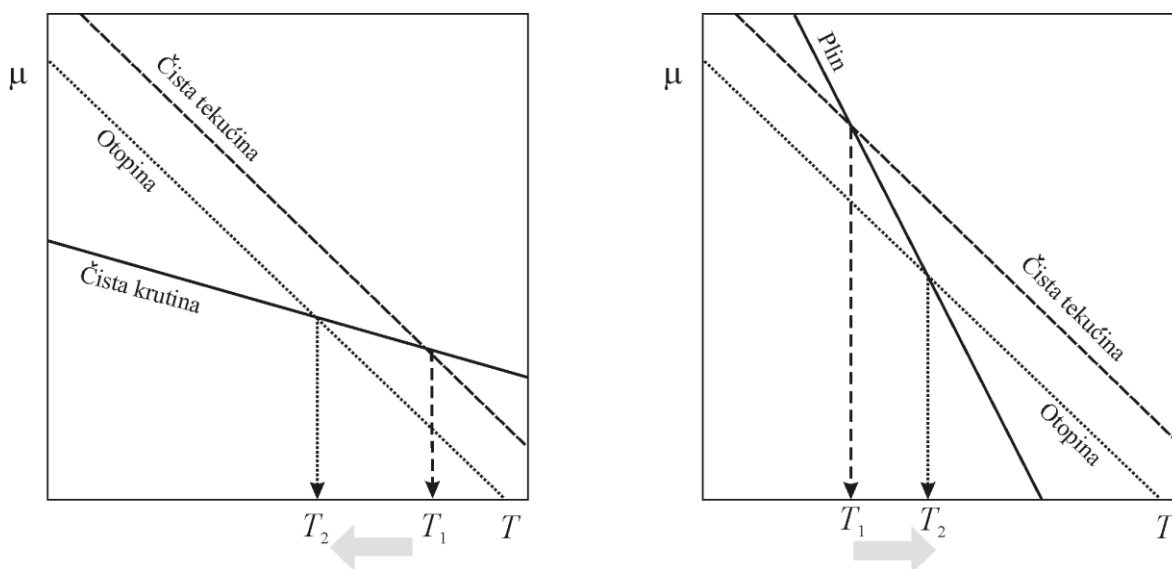 μ
Čista tekućina
Otopina
Čista krutina
T₂
T₁
T
μ
Plin
Čista tekućina
Otopina
T₁
T₂
T